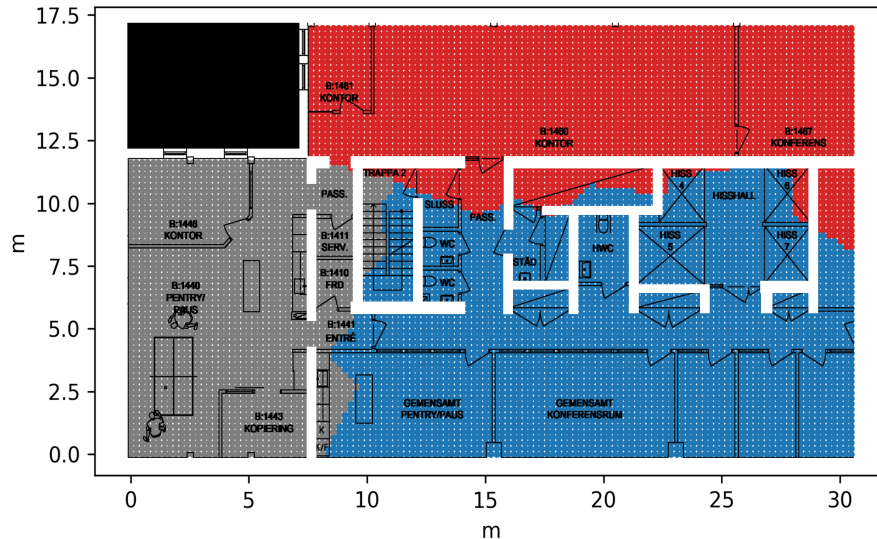 17.5
15.0
12.5
10.0
7.5
5.0
2.5
0.0
m
B:1461
KONTOR
B:1460
KONTOR
B:1467
KONFERENS
TRAPPA 2
PASS.
SLUSS
PASS.
HISS
4
HISSHALL
HISS
6
B:1446
KONTOR
B:1411
SERV.
WC
STÄD
HWC
HISS
5
HISS
7
B:1410
FRD
WC
B:1440
PENTRY/
PAUS
B:1441
ENTRÉ
B:1443
KOPIERING
K
K/F
GEMENSAMT
PENTRY/PAUS
GEMENSAMT
KONFERENSRUM
0
5
10
15
20
25
30
m